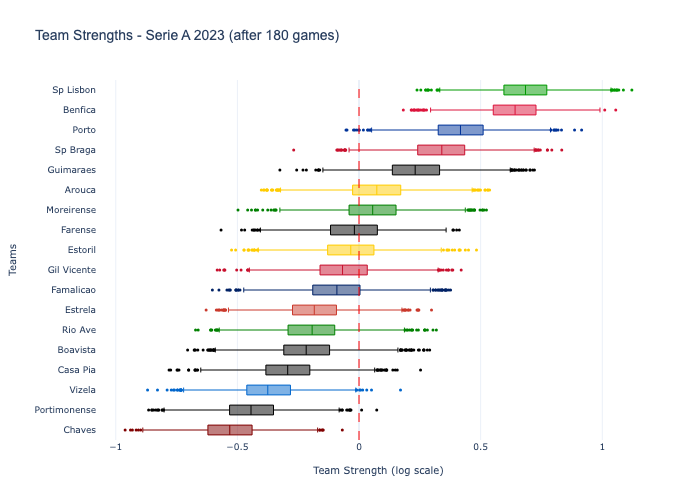 Team Strengths - Serie A 2023 (after 180 games)
Sp Lisbon
Benfica
Porto
Sp Braga
Guimaraes
Arouca
Moreirense
Farense
Estoril
Gil Vicente
Famalicao
Estrela
Rio Ave
Boavista
Casa Pia
Vizela
Portimonense
Chaves
Teams
−1 −0.5 0 0.5 1
Team Strength (log scale)